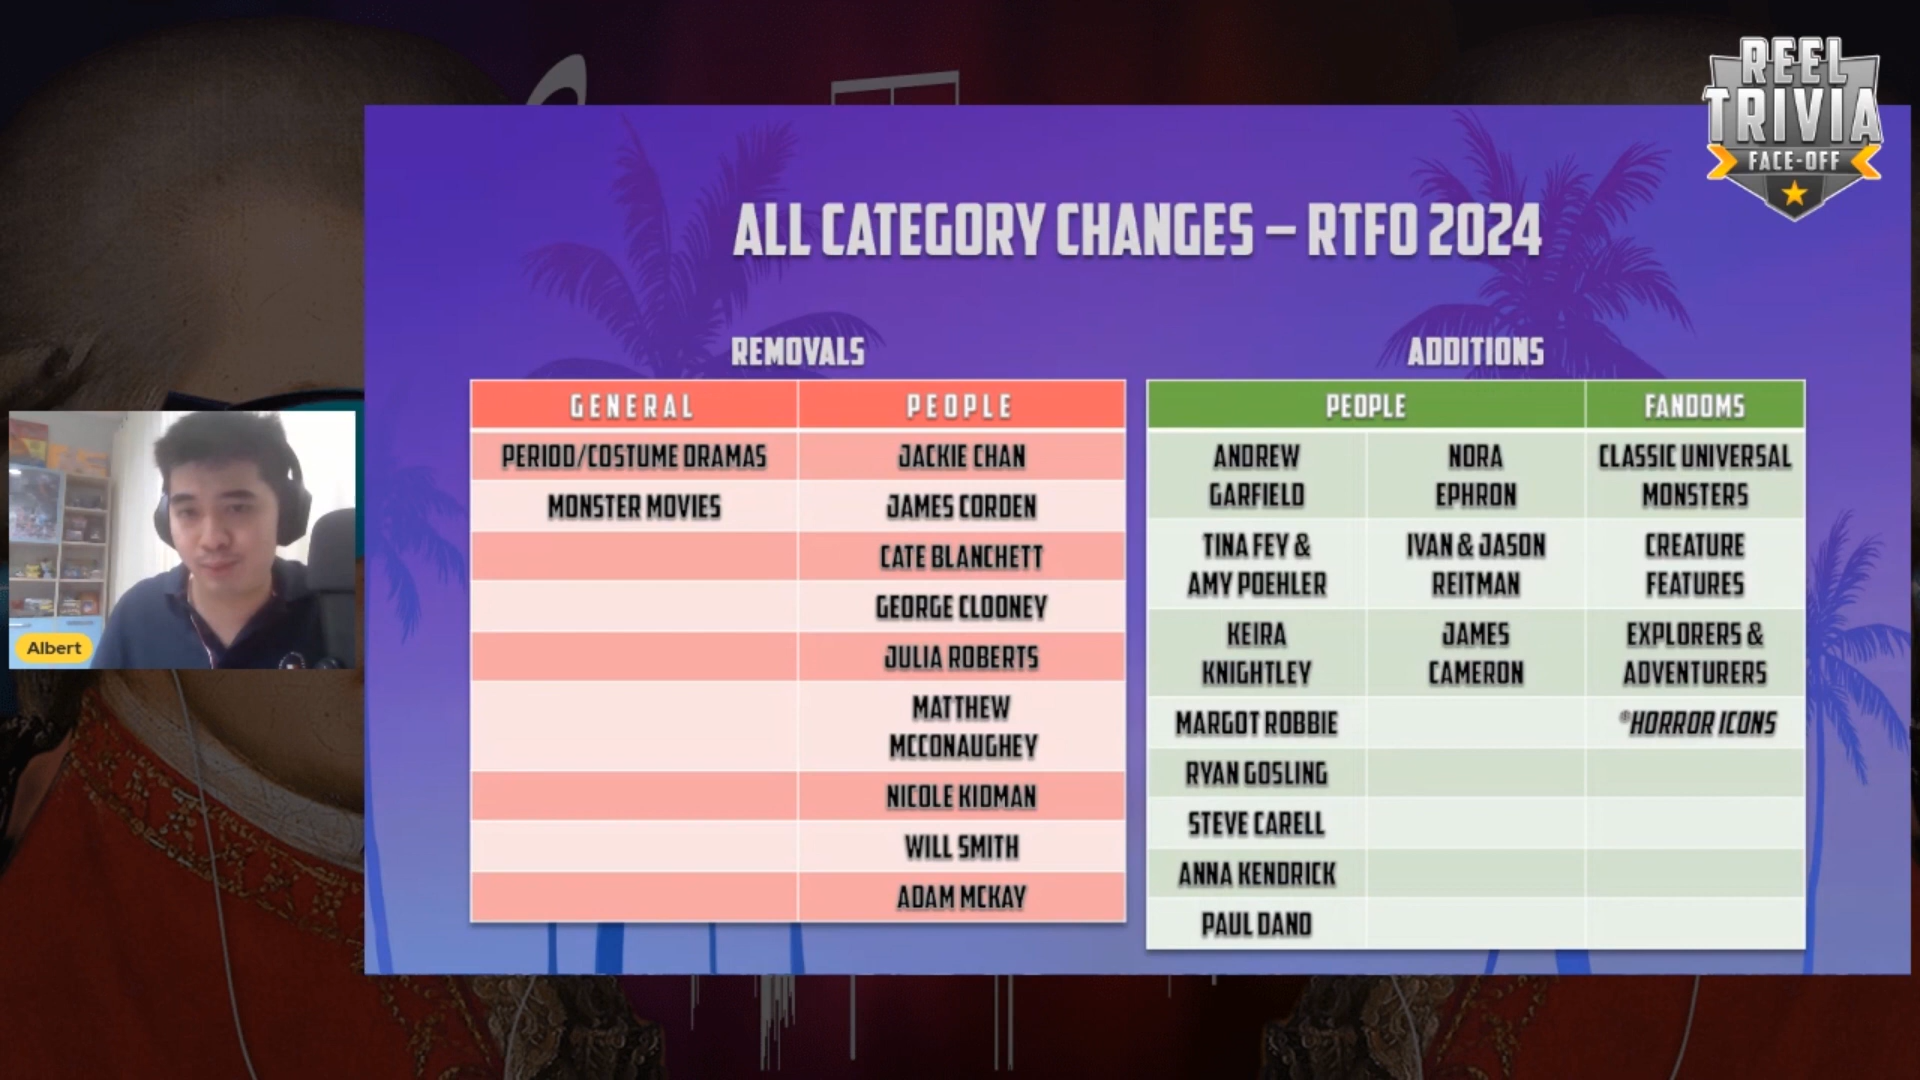 REEL
TRIVIA
FACE-OFF
ALL CATEGORY CHANGES – RTFO 2024
REMOVALS
GENERAL
PEOPLE
PERIOD/COSTUME DRAMAS
JACKIE CHAN
MONSTER MOVIES
JAMES CORDEN
CATE BLANCHETT
GEORGE CLOONEY
JULIA ROBERTS
MATTHEW
MCCONAUGHEY
NICOLE KIDMAN
WILL SMITH
ADAM MCKAY
ADDITIONS
PEOPLE
FANDOMS
ANDREW
GARFIELD
NORA
EPHRON
CLASSIC UNIVERSAL
MONSTERS
TINA FEY &
AMY POEHLER
IVAN & JASON
REITMAN
CREATURE
FEATURES
KEIRA
KNIGHTLEY
JAMES
CAMERON
EXPLORERS &
ADVENTURERS
MARGOT ROBBIE
*HORROR ICONS
RYAN GOSLING
STEVE CARELL
ANNA KENDRICK
PAUL DANO
Albert